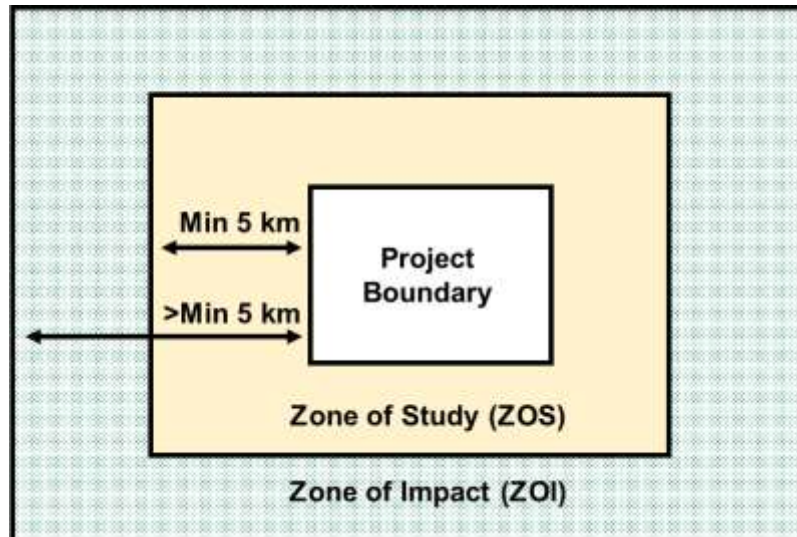 Min 5 km
Project
Boundary
>Min 5 km
Zone of Study (ZOS)
Zone of Impact (ZOI)